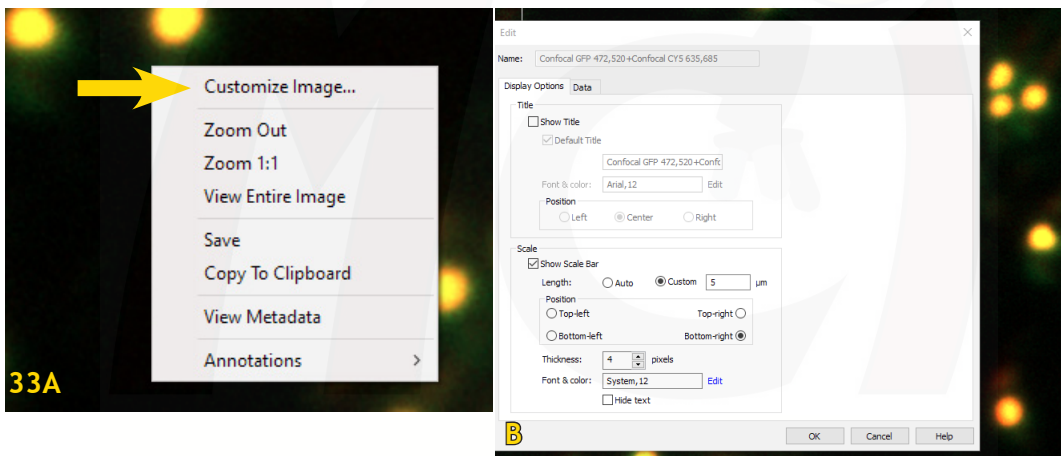 Customize Image...
Zoom Out
Zoom 1:1
View Entire Image
Save
Copy To Clipboard
View Metadata
Annotations >
33A
Edit
Name: Confocal GFP 472,520+Confocal CY5 635,685
Display Options Data
Title
Show Title
Default Title
Confocal GFP 472,520+Confc
Font & color: Arial,12 Edit
Position
Left Center Right
Scale
Show Scale Bar
Length: Auto Custom 5 µm
Position
Top-left Top-right
Bottom-left Bottom-right
Thickness: 4 pixels
Font & color: System,12 Edit
Hide text
B
OK Cancel Help